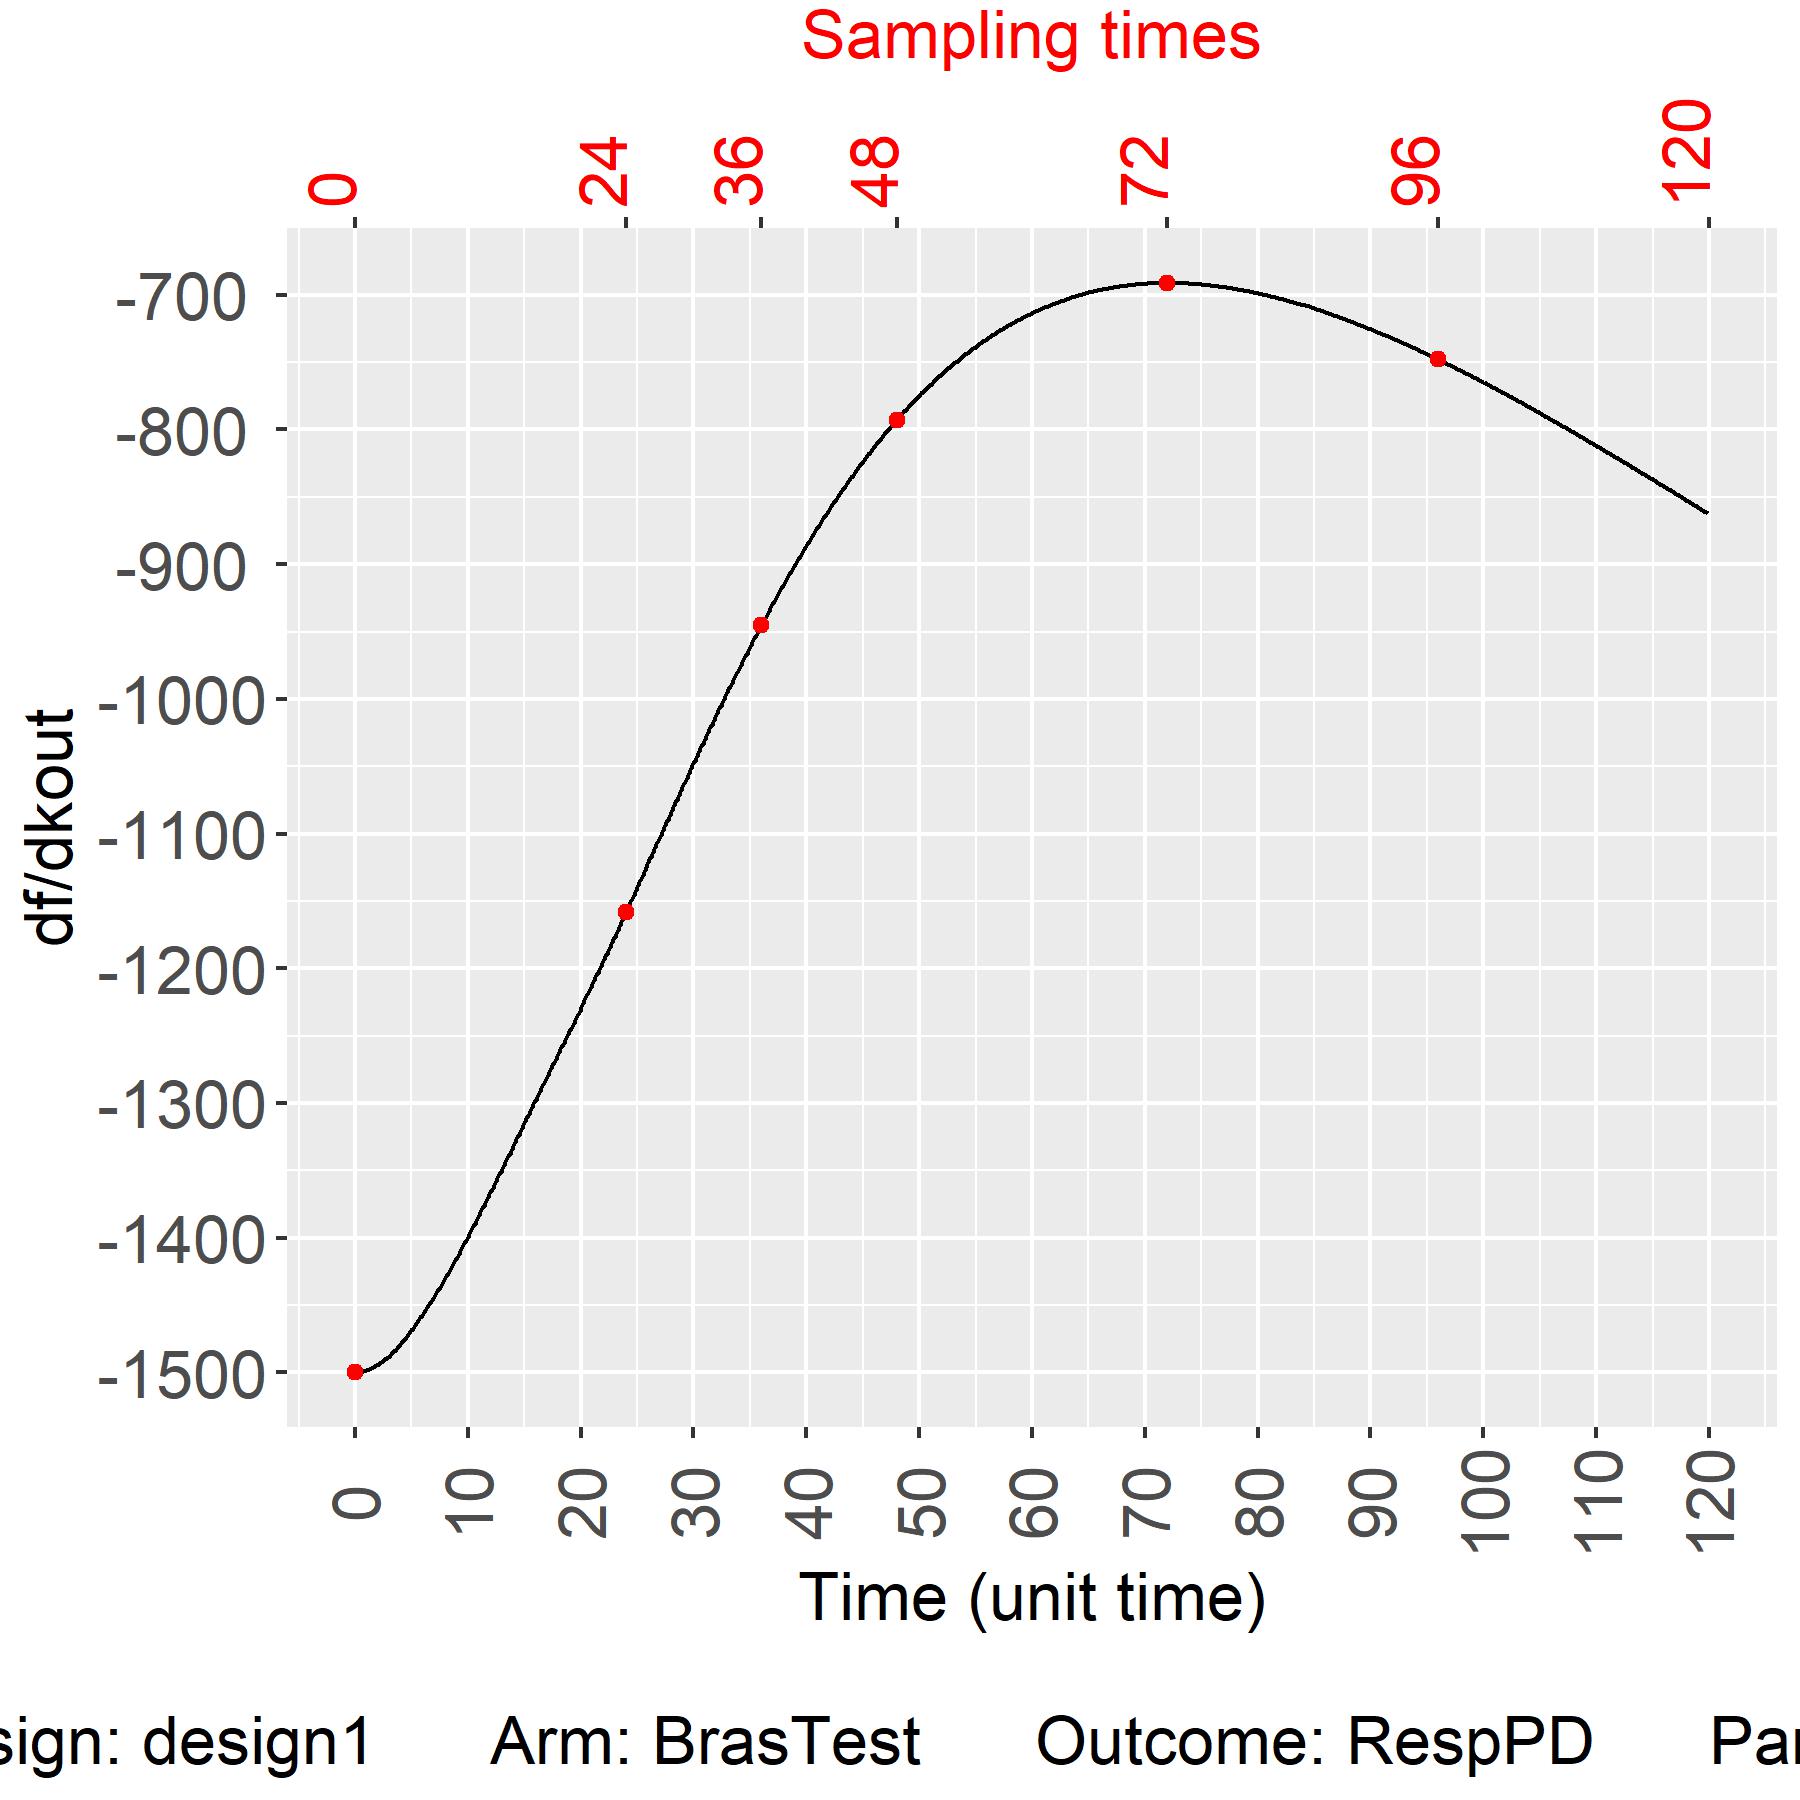 Sampling times
0 24 36 48 72 96 120
-700
-800
-900
-1000
-1100
-1200
-1300
-1400
-1500
df/dkout
0 10 20 30 40 50 60 70 80 90 100 110 120
Time (unit time)
sign: design1 Arm: BrasTest Outcome: RespPD